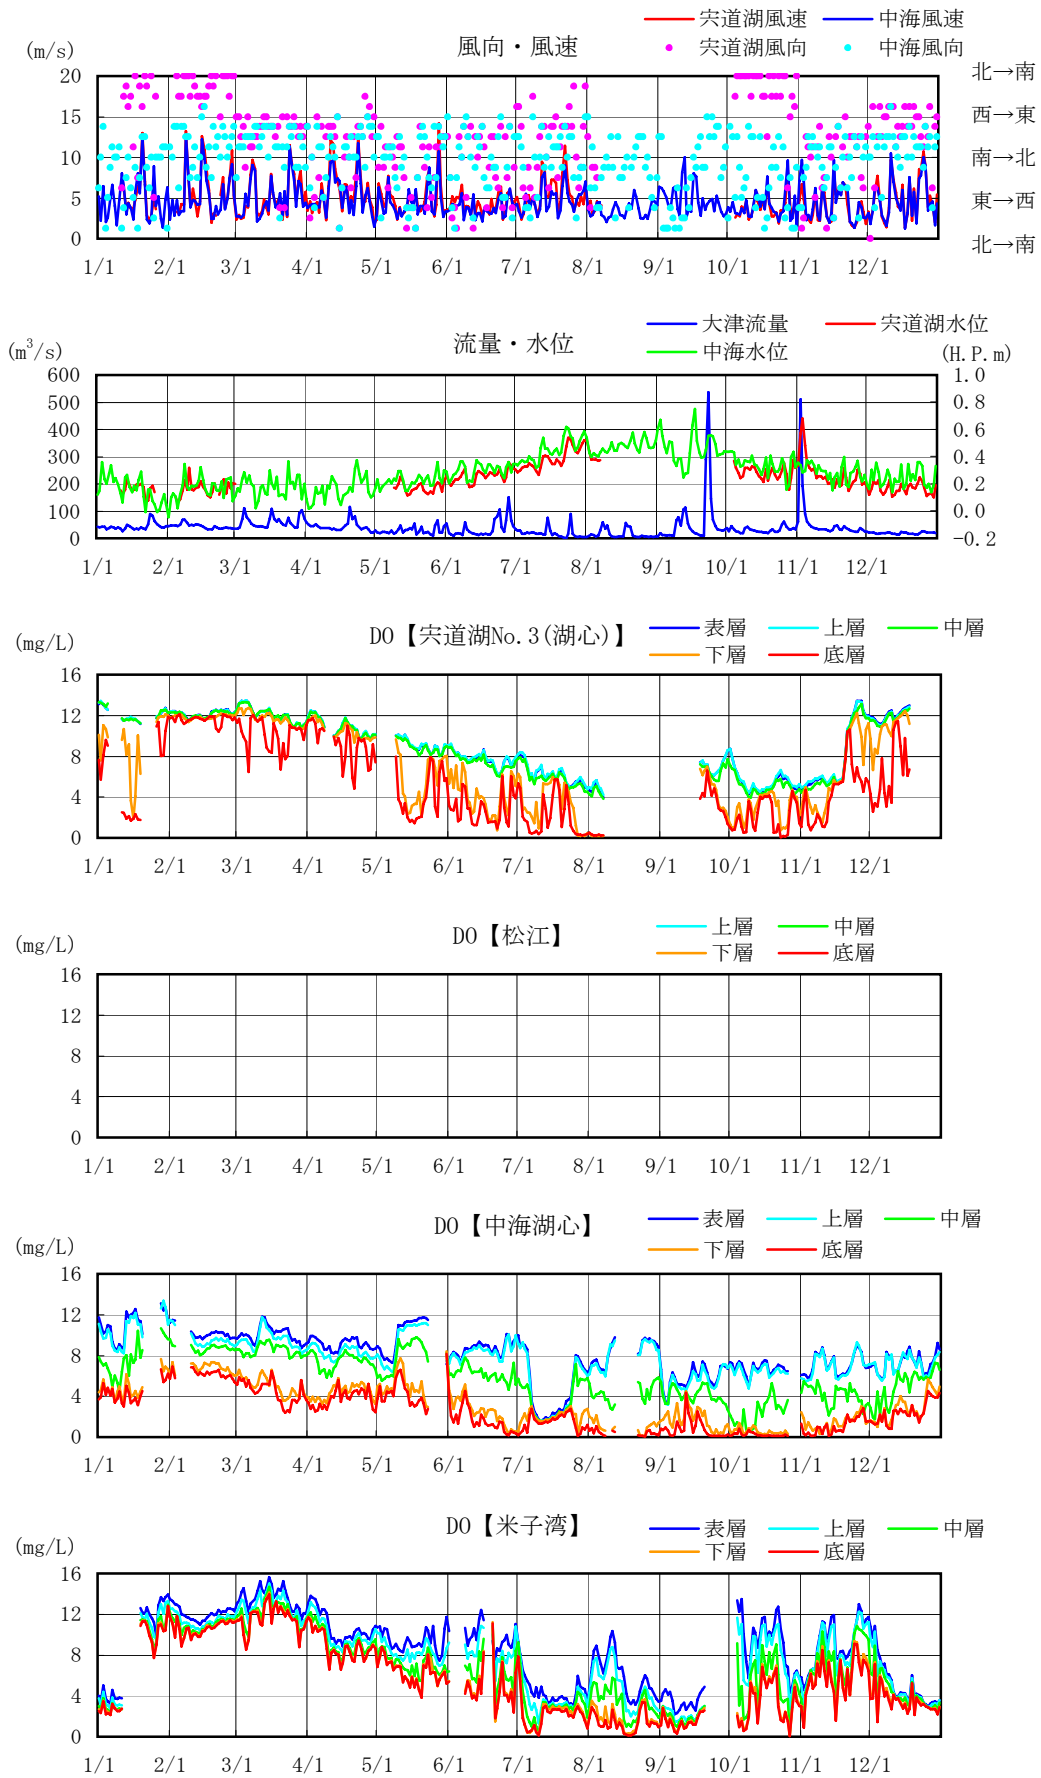 風向・風速
宍道湖風速 中海風速
宍道湖風向 中海風向
(m/s)
20 北→南
15 西→東
10 南→北
5 東→西
0 北→南
1/1 2/1 3/1 4/1 5/1 6/1 7/1 8/1 9/1 10/1 11/1 12/1
流量・水位
大津流量 宍道湖水位
中海水位
(m³/s) (H.P.m)
600 1.0
500 0.8
400 0.6
300 0.4
200 0.2
100 0.0
0 -0.2
1/1 2/1 3/1 4/1 5/1 6/1 7/1 8/1 9/1 10/1 11/1 12/1
DO【宍道湖No.3(湖心)】
表層 上層 中層
下層 底層
(mg/L)
16
12
8
4
0
1/1 2/1 3/1 4/1 5/1 6/1 7/1 8/1 9/1 10/1 11/1 12/1
DO【松江】
上層 中層
下層 底層
(mg/L)
16
12
8
4
0
1/1 2/1 3/1 4/1 5/1 6/1 7/1 8/1 9/1 10/1 11/1 12/1
DO【中海湖心】
表層 上層 中層
下層 底層
(mg/L)
16
12
8
4
0
1/1 2/1 3/1 4/1 5/1 6/1 7/1 8/1 9/1 10/1 11/1 12/1
DO【米子湾】
表層 上層 中層
下層 底層
(mg/L)
16
12
8
4
0
1/1 2/1 3/1 4/1 5/1 6/1 7/1 8/1 9/1 10/1 11/1 12/1